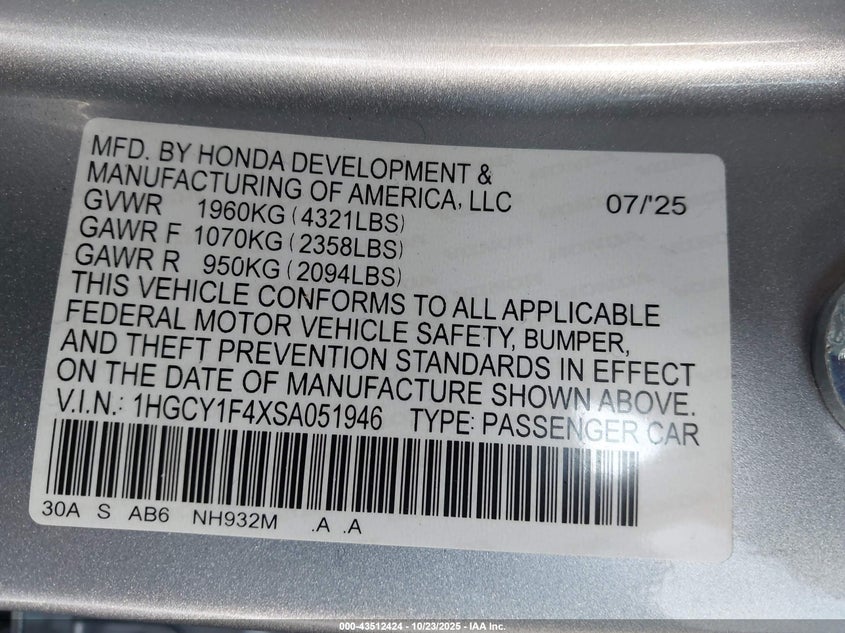 MFD. BY HONDA DEVELOPMENT &
MANUFACTURING OF AMERICA, LLC 07/'25
GVWR 1960KG (4321LBS)
GAWR F 1070KG (2358LBS)
GAWR R 950KG (2094LBS)
THIS VEHICLE CONFORMS TO ALL APPLICABLE
FEDERAL MOTOR VEHICLE SAFETY, BUMPER,
AND THEFT PREVENTION STANDARDS IN EFFECT
ON THE DATE OF MANUFACTURE SHOWN ABOVE.
V.I.N.: 1HGCY1F4XSA051946 TYPE: PASSENGER CAR
30A S AB6 NH932M .A .A
000-43512424 | 10/23/2025 - IAA Inc.